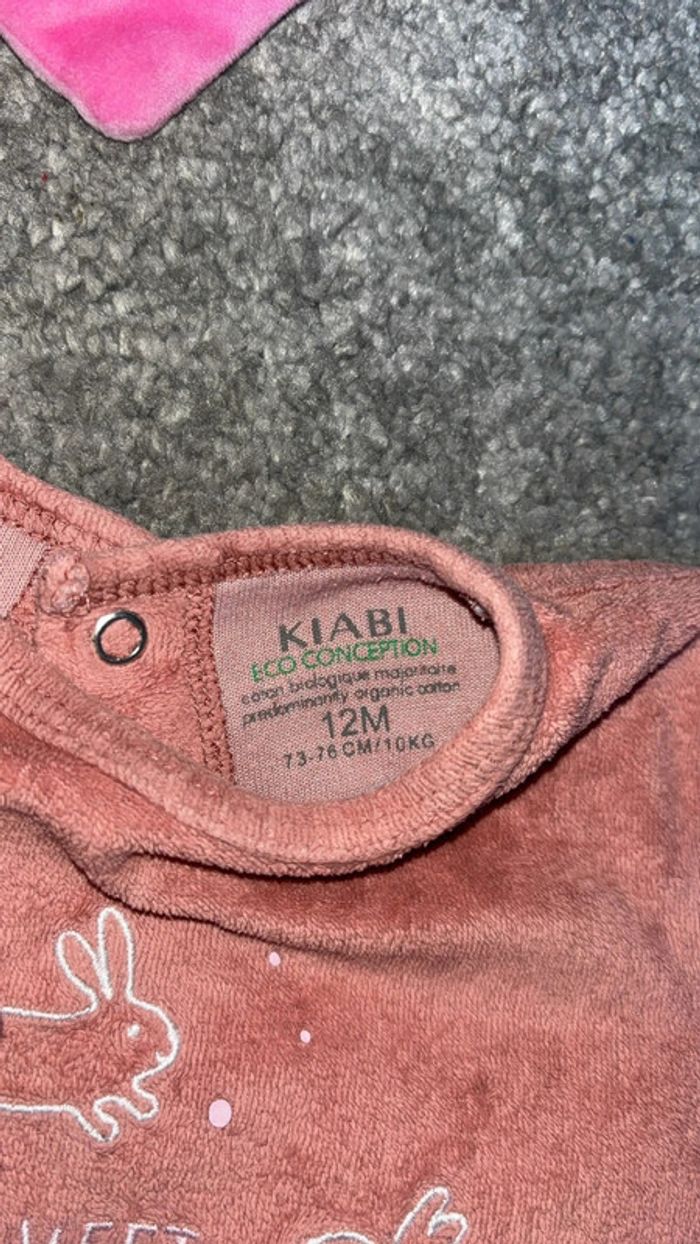 KIABI
ECO CONCEPTION
coton biologique majoritaire
predominantly organic cotton
12M
73-76 CM/10KG